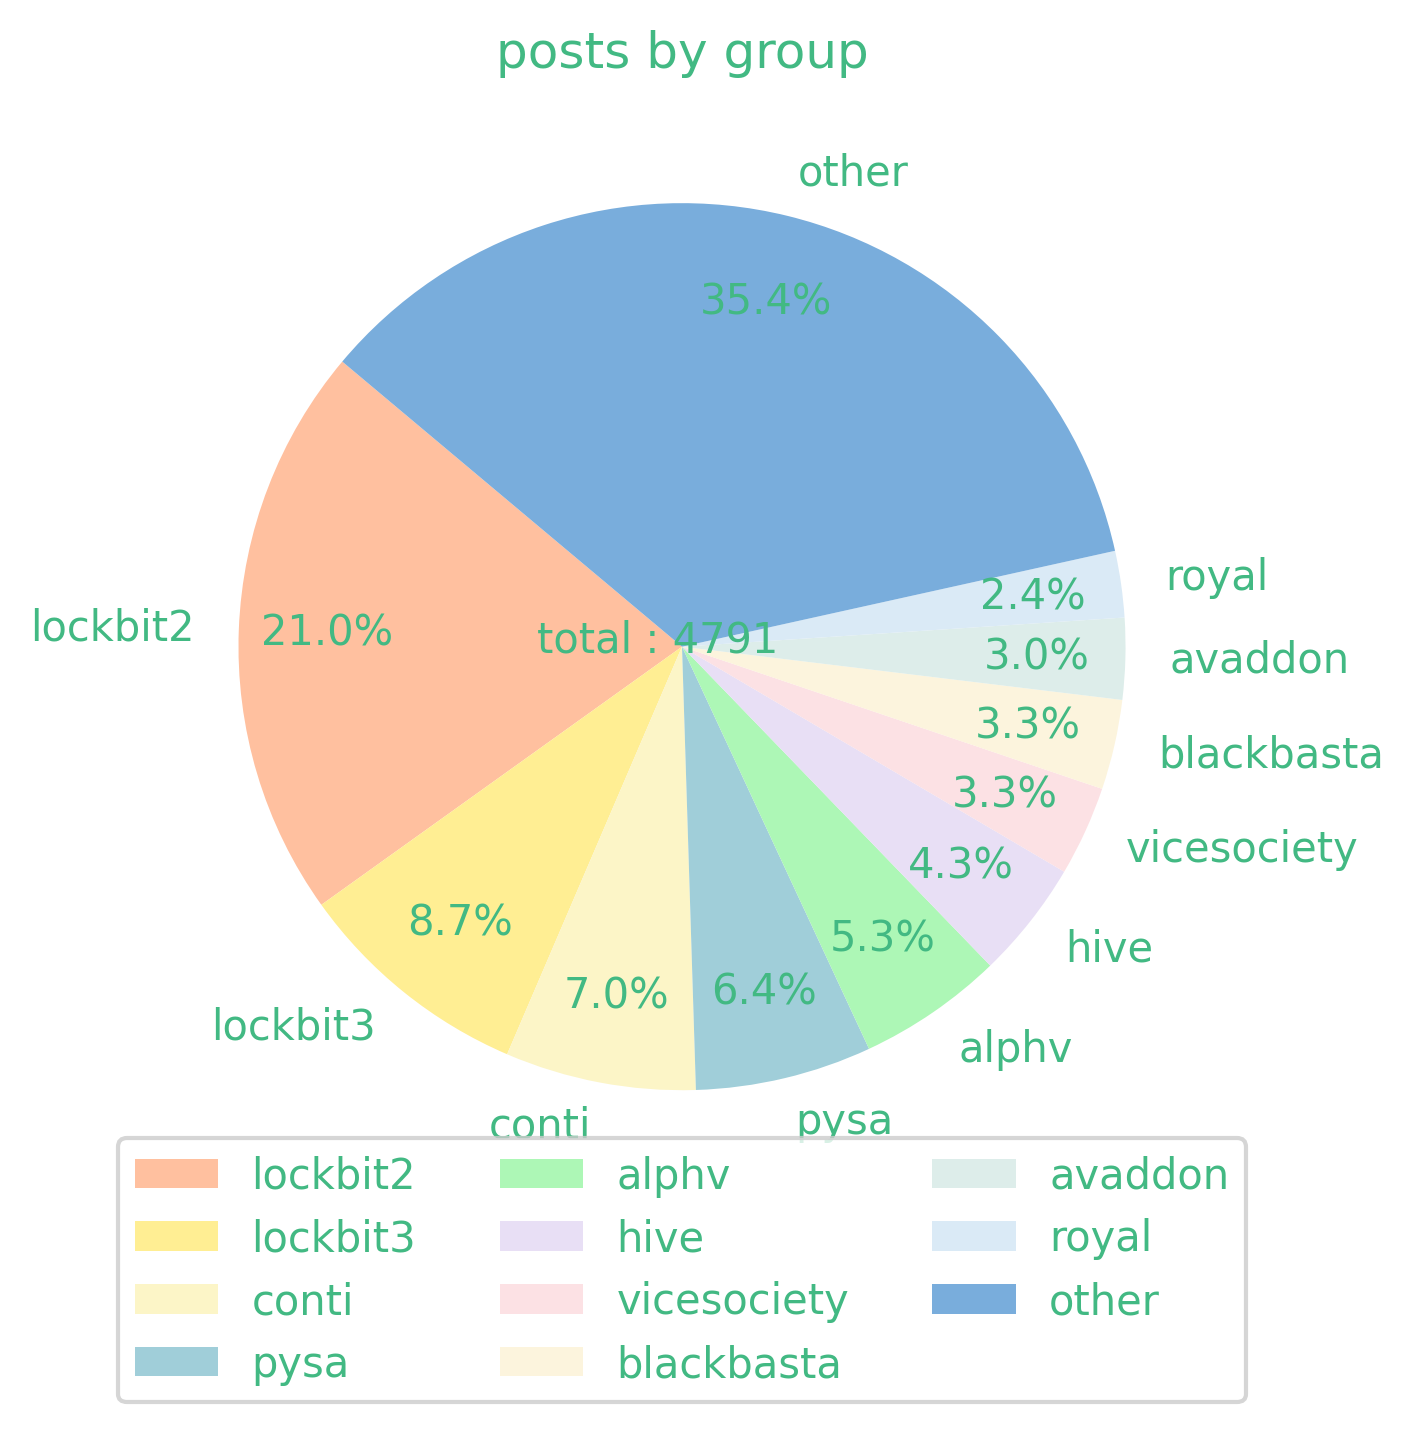 posts by group
other
35.4%
royal
2.4%
lockbit2
21.0%
total : 4791
avaddon
3.0%
blackbasta
3.3%
vicesociety
3.3%
hive
4.3%
alphv
5.3%
pysa
6.4%
conti
7.0%
lockbit3
8.7%
lockbit2
lockbit3
conti
pysa
alphv
hive
vicesociety
blackbasta
avaddon
royal
other